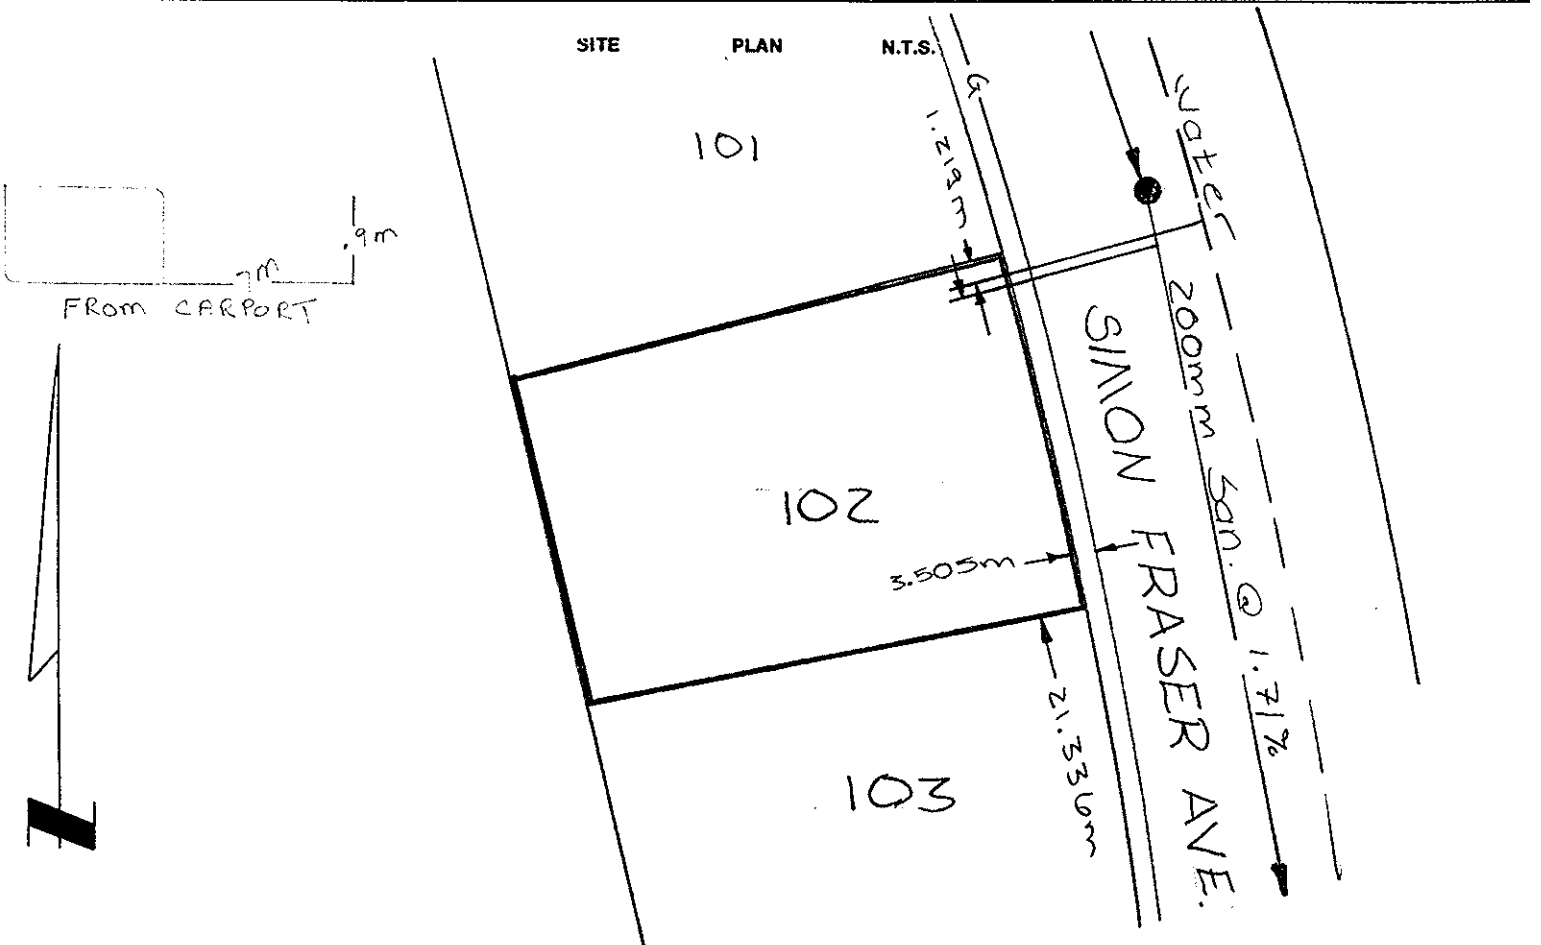 SITE PLAN N.T.S.
G
Water
101
1.219m
.9m
7m
FROM CARPORT
200mm San. @ 1.71%
SIMON FRASER AVE.
102
3.505m
21.336m
103